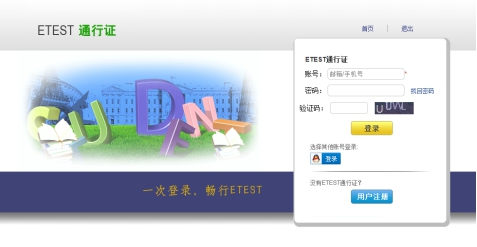 ETEST 通行证
首页 | 退出
ETEST通行证
账号： 邮箱/手机号 *
密码： 找回密码
验证码：
登录
选择其他账号登录:
登录
一次登录，畅行ETEST
没有ETEST通行证?
用户注册